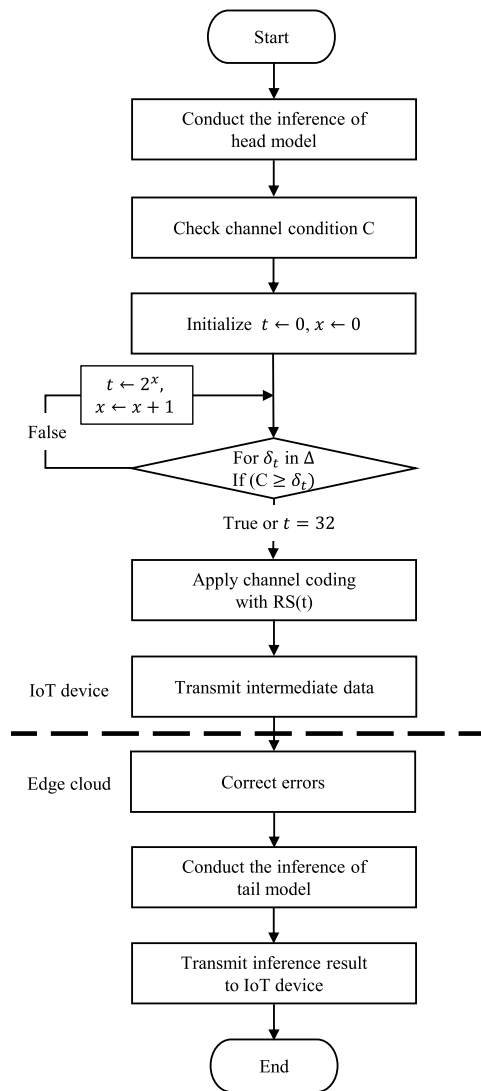 Start
Conduct the inference of
head model
Check channel condition C
Initialize t ← 0, x ← 0
t ← 2^x,
x ← x + 1
False
For δ_t in Δ
If (C ≥ δ_t)
True or t = 32
Apply channel coding
with RS(t)
IoT device
Transmit intermediate data
Edge cloud
Correct errors
Conduct the inference of
tail model
Transmit inference result
to IoT device
End